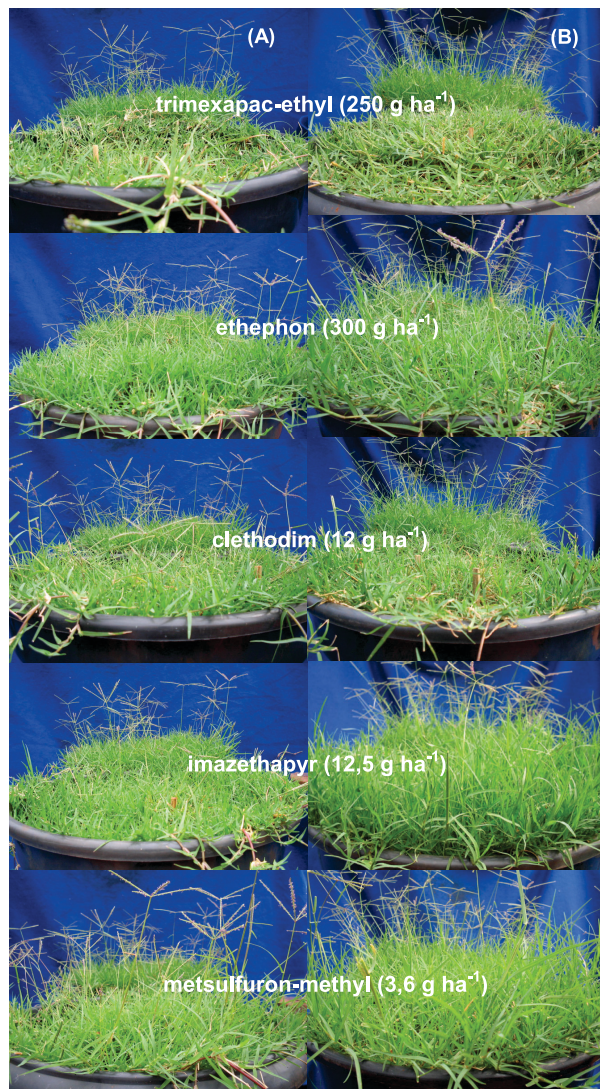 (A)
(B)
trimexapac-ethyl (250 g ha⁻¹)
ethephon (300 g ha⁻¹)
clethodim (12 g ha⁻¹)
imazethapyr (12,5 g ha⁻¹)
metsulfuron-methyl (3,6 g ha⁻¹)